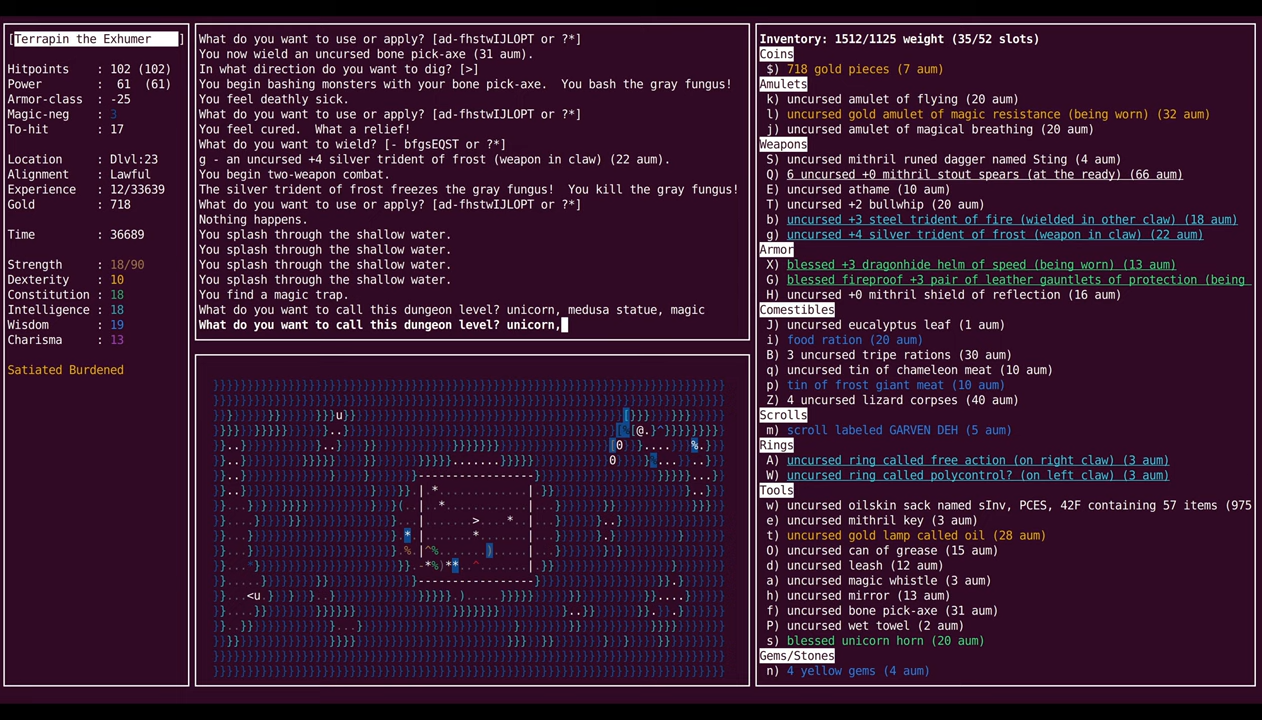 [Terrapin the Exhumer ]
Hitpoints : 102 (102)
Power : 61 (61)
Armor-class : -25
Magic-neg : 3
To-hit : 17
Location : Dlvl:23
Alignment : Lawful
Experience : 12/33639
Gold : 718
Time : 36689
Strength : 18/90
Dexterity : 10
Constitution : 18
Intelligence : 18
Wisdom : 19
Charisma : 13
Satiated Burdened
What do you want to use or apply? [ad-fhstwIJLOPT or ?*]
You now wield an uncursed bone pick-axe (31 aum).
In what direction do you want to dig? [>]
You begin bashing monsters with your bone pick-axe.  You bash the gray fungus!
You feel deathly sick.
What do you want to use or apply? [ad-fhstwIJLOPT or ?*]
You feel cured.  What a relief!
What do you want to wield? [- bfgsEQST or ?*]
g - an uncursed +4 silver trident of frost (weapon in claw) (22 aum).
You begin two-weapon combat.
The silver trident of frost freezes the gray fungus!  You kill the gray fungus!
What do you want to use or apply? [ad-fhstwIJLOPT or ?*]
Nothing happens.
You splash through the shallow water.
You splash through the shallow water.
You splash through the shallow water.
You splash through the shallow water.
You find a magic trap.
What do you want to call this dungeon level? unicorn, medusa statue, magic
What do you want to call this dungeon level? unicorn,
Inventory: 1512/1125 weight (35/52 slots)
Coins
$) 718 gold pieces (7 aum)
Amulets
k) uncursed amulet of flying (20 aum)
l) uncursed gold amulet of magic resistance (being worn) (32 aum)
j) uncursed amulet of magical breathing (20 aum)
Weapons
S) uncursed mithril runed dagger named Sting (4 aum)
Q) 6 uncursed +0 mithril stout spears (at the ready) (66 aum)
E) uncursed athame (10 aum)
T) uncursed +2 bullwhip (20 aum)
b) uncursed +3 steel trident of fire (wielded in other claw) (18 aum)
g) uncursed +4 silver trident of frost (weapon in claw) (22 aum)
Armor
X) blessed +3 dragonhide helm of speed (being worn) (13 aum)
G) blessed fireproof +3 pair of leather gauntlets of protection (being
H) uncursed +0 mithril shield of reflection (16 aum)
Comestibles
J) uncursed eucalyptus leaf (1 aum)
i) food ration (20 aum)
B) 3 uncursed tripe rations (30 aum)
q) uncursed tin of chameleon meat (10 aum)
p) tin of frost giant meat (10 aum)
Z) 4 uncursed lizard corpses (40 aum)
Scrolls
m) scroll labeled GARVEN DEH (5 aum)
Rings
A) uncursed ring called free action (on right claw) (3 aum)
W) uncursed ring called polycontrol? (on left claw) (3 aum)
Tools
w) uncursed oilskin sack named sInv, PCES, 42F containing 57 items (975
e) uncursed mithril key (3 aum)
t) uncursed gold lamp called oil (28 aum)
O) uncursed can of grease (15 aum)
d) uncursed leash (12 aum)
a) uncursed magic whistle (3 aum)
h) uncursed mirror (13 aum)
f) uncursed bone pick-axe (31 aum)
P) uncursed wet towel (2 aum)
s) blessed unicorn horn (20 aum)
Gems/Stones
n) 4 yellow gems (4 aum)